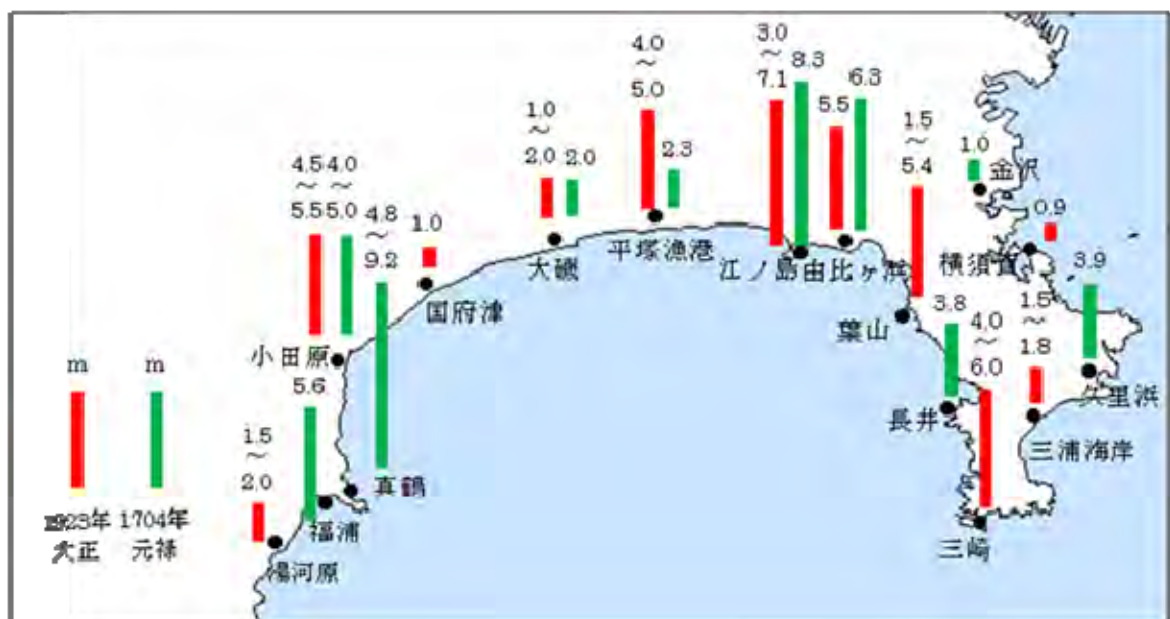 m
m
1923年
大正
1704年
元禄
1.5
～
2.0
湯河原
5.6
福浦
4.8
～
9.2
真鶴
4.5
～
5.5
4.0
～
5.0
小田原
1.0
国府津
1.0
～
2.0
2.0
大磯
4.0
～
5.0
2.3
平塚漁港
3.0
～
7.1
8.3
江ノ島
5.5
6.3
由比ヶ浜
1.5
～
5.4
葉山
3.8
長井
4.0
～
6.0
三崎
1.5
～
1.8
三浦海岸
3.9
久里浜
0.9
横須賀
1.0
金沢